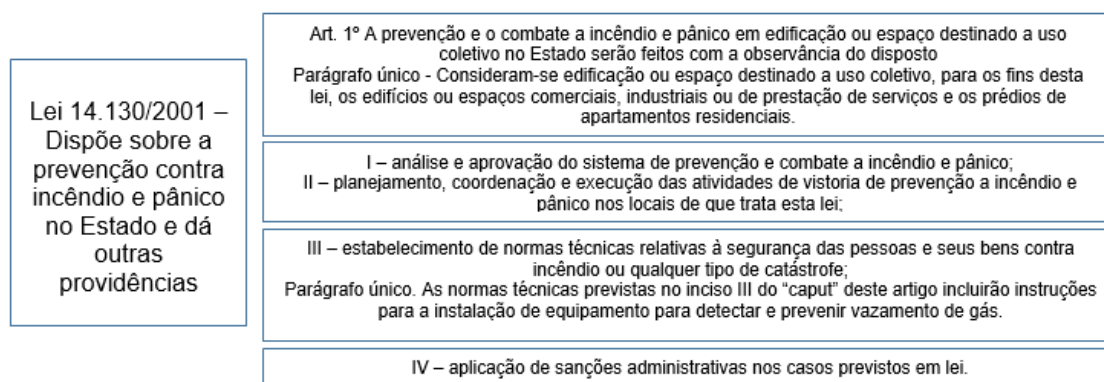 Lei 14.130/2001 –
Dispõe sobre a
prevenção contra
incêndio e pânico
no Estado e dá
outras
providências
Art. 1º A prevenção e o combate a incêndio e pânico em edificação ou espaço destinado a uso
coletivo no Estado serão feitos com a observância do disposto
Parágrafo único - Consideram-se edificação ou espaço destinado a uso coletivo, para os fins desta
lei, os edifícios ou espaços comerciais, industriais ou de prestação de serviços e os prédios de
apartamentos residenciais.
I – análise e aprovação do sistema de prevenção e combate a incêndio e pânico;
II – planejamento, coordenação e execução das atividades de vistoria de prevenção a incêndio e
pânico nos locais de que trata esta lei;
III – estabelecimento de normas técnicas relativas à segurança das pessoas e seus bens contra
incêndio ou qualquer tipo de catástrofe;
Parágrafo único. As normas técnicas previstas no inciso III do “caput” deste artigo incluirão instruções
para a instalação de equipamento para detectar e prevenir vazamento de gás.
IV – aplicação de sanções administrativas nos casos previstos em lei.